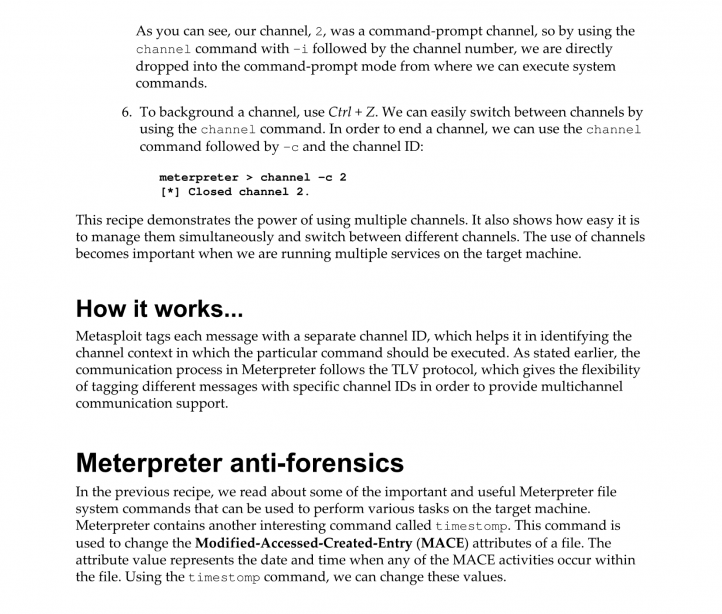 As you can see, our channel, 2, was a command-prompt channel, so by using the
channel command with -i followed by the channel number, we are directly
dropped into the command-prompt mode from where we can execute system
commands.
6. To background a channel, use Ctrl + Z. We can easily switch between channels by
using the channel command. In order to end a channel, we can use the channel
command followed by -c and the channel ID:
meterpreter > channel -c 2
[*] Closed channel 2.
This recipe demonstrates the power of using multiple channels. It also shows how easy it is
to manage them simultaneously and switch between different channels. The use of channels
becomes important when we are running multiple services on the target machine.
How it works...
Metasploit tags each message with a separate channel ID, which helps it in identifying the
channel context in which the particular command should be executed. As stated earlier, the
communication process in Meterpreter follows the TLV protocol, which gives the flexibility
of tagging different messages with specific channel IDs in order to provide multichannel
communication support.
Meterpreter anti-forensics
In the previous recipe, we read about some of the important and useful Meterpreter file
system commands that can be used to perform various tasks on the target machine.
Meterpreter contains another interesting command called timestomp. This command is
used to change the Modified-Accessed-Created-Entry (MACE) attributes of a file. The
attribute value represents the date and time when any of the MACE activities occur within
the file. Using the timestomp command, we can change these values.